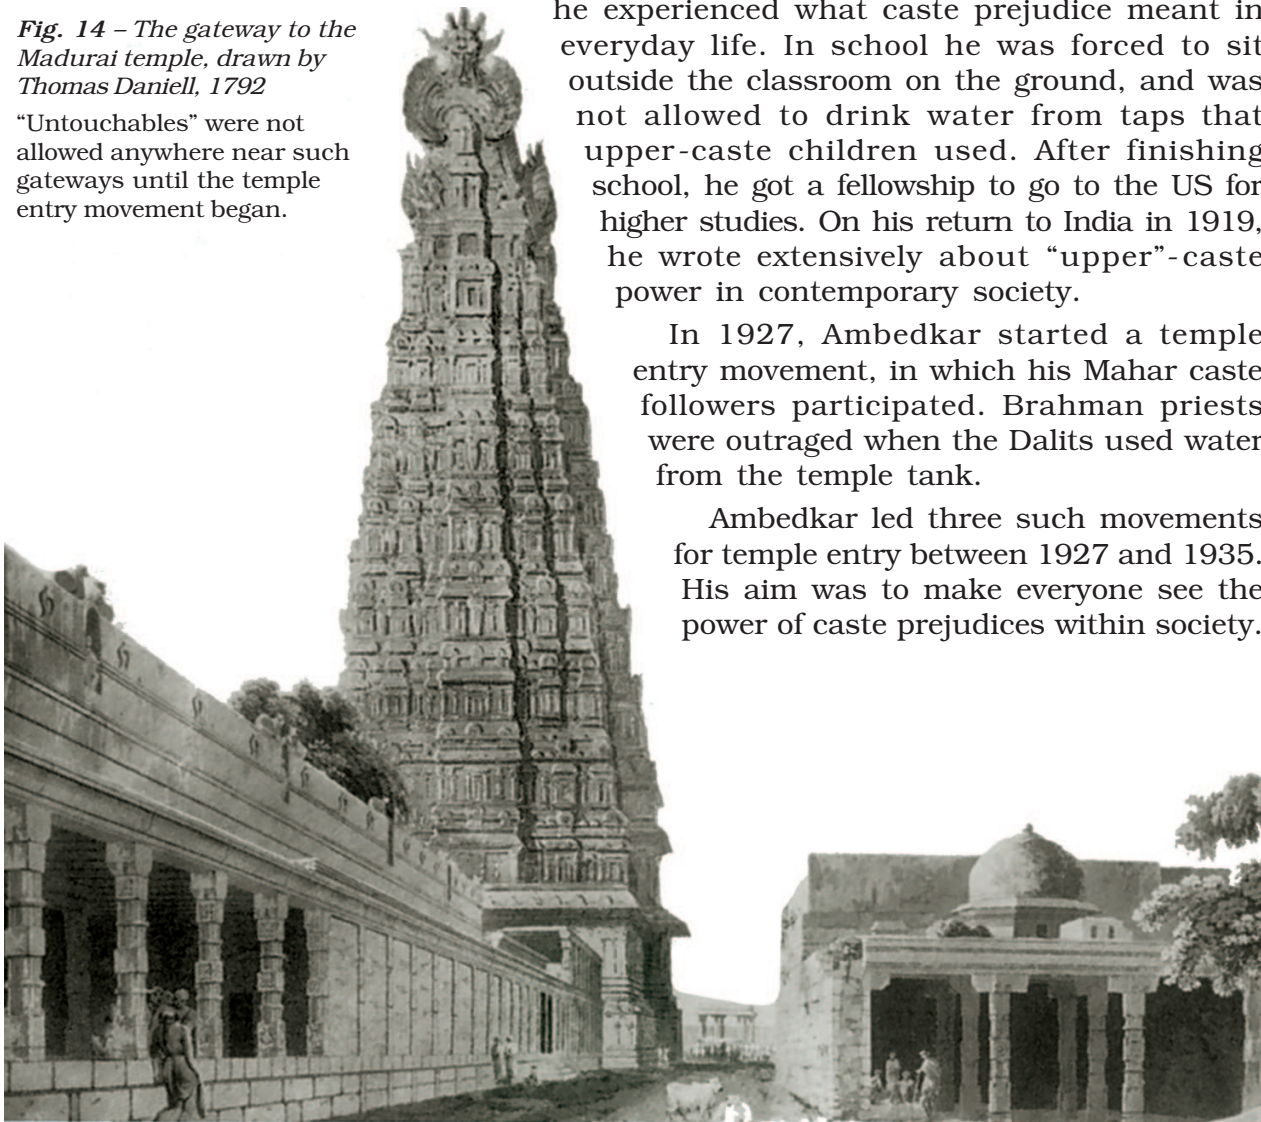 Fig. 14 – The gateway to the
Madurai temple, drawn by
Thomas Daniell, 1792
“Untouchables” were not
allowed anywhere near such
gateways until the temple
entry movement began.
he experienced what caste prejudice meant in
everyday life. In school he was forced to sit
outside the classroom on the ground, and was
not allowed to drink water from taps that
upper-caste children used. After finishing
school, he got a fellowship to go to the US for
higher studies. On his return to India in 1919,
he wrote extensively about “upper”-caste
power in contemporary society.
In 1927, Ambedkar started a temple
entry movement, in which his Mahar caste
followers participated. Brahman priests
were outraged when the Dalits used water
from the temple tank.
Ambedkar led three such movements
for temple entry between 1927 and 1935.
His aim was to make everyone see the
power of caste prejudices within society.